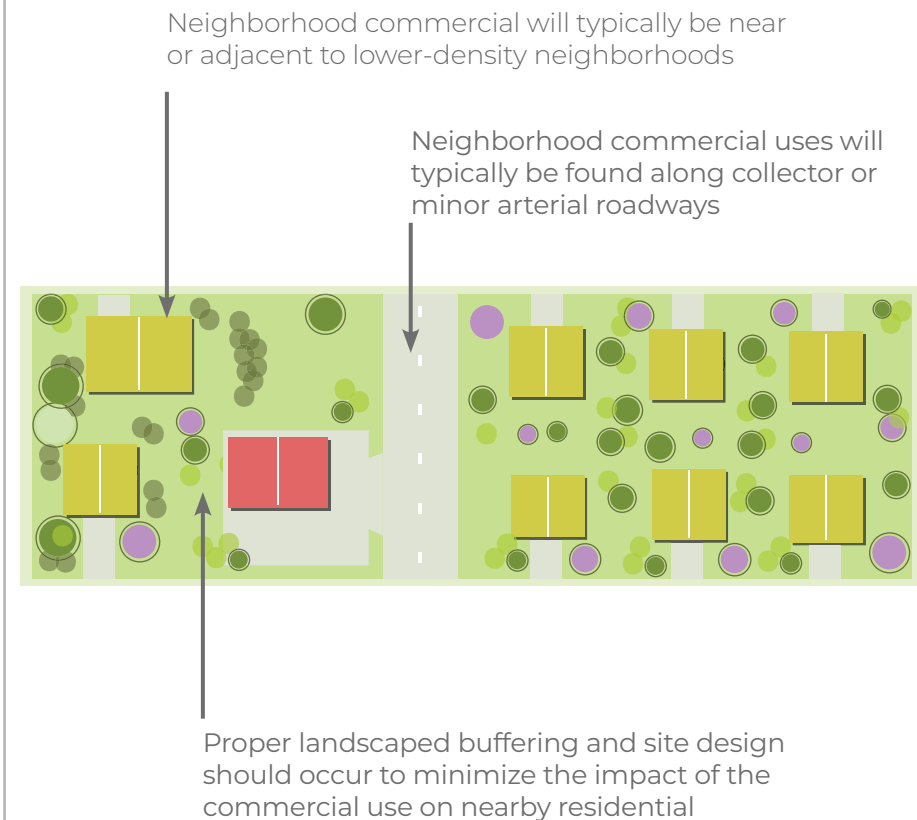 Neighborhood commercial will typically be near
or adjacent to lower-density neighborhoods
Neighborhood commercial uses will
typically be found along collector or
minor arterial roadways
Proper landscaped buffering and site design
should occur to minimize the impact of the
commercial use on nearby residential